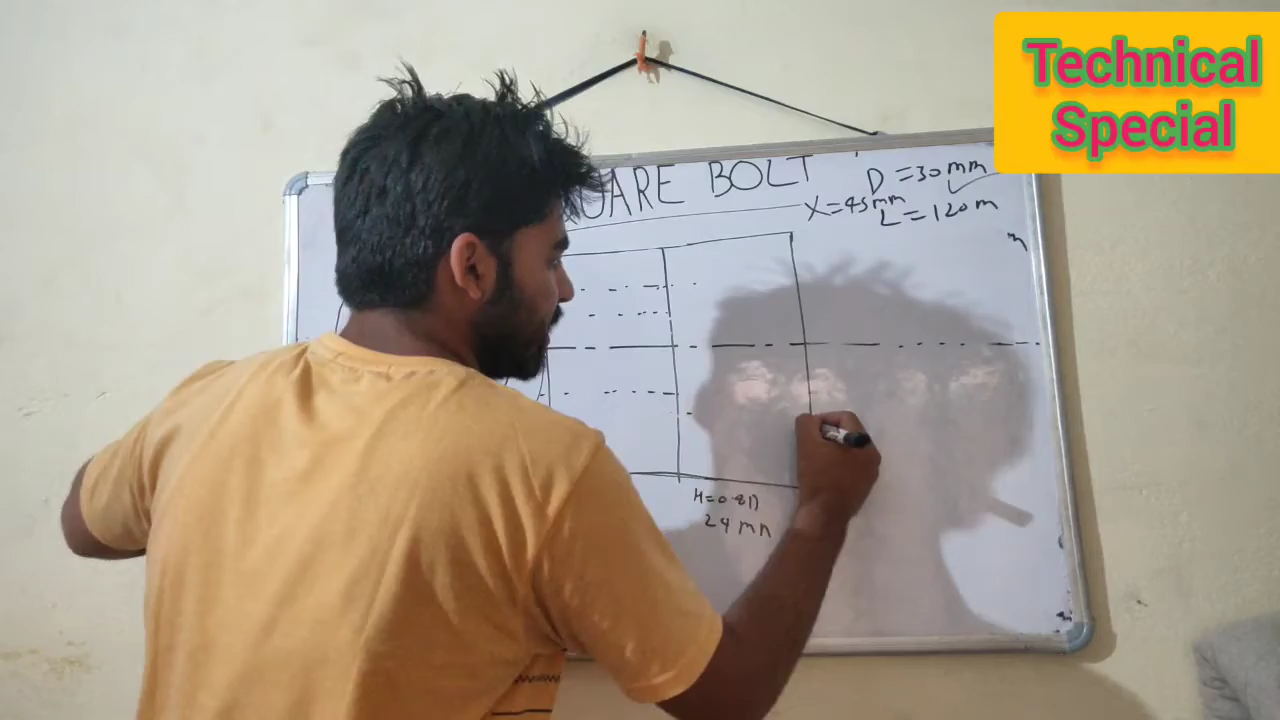 Technical
Special
UARE BOLT
D = 30 mm
X = 45 mm
L = 120 m
m
H = 0.8D
24 mm